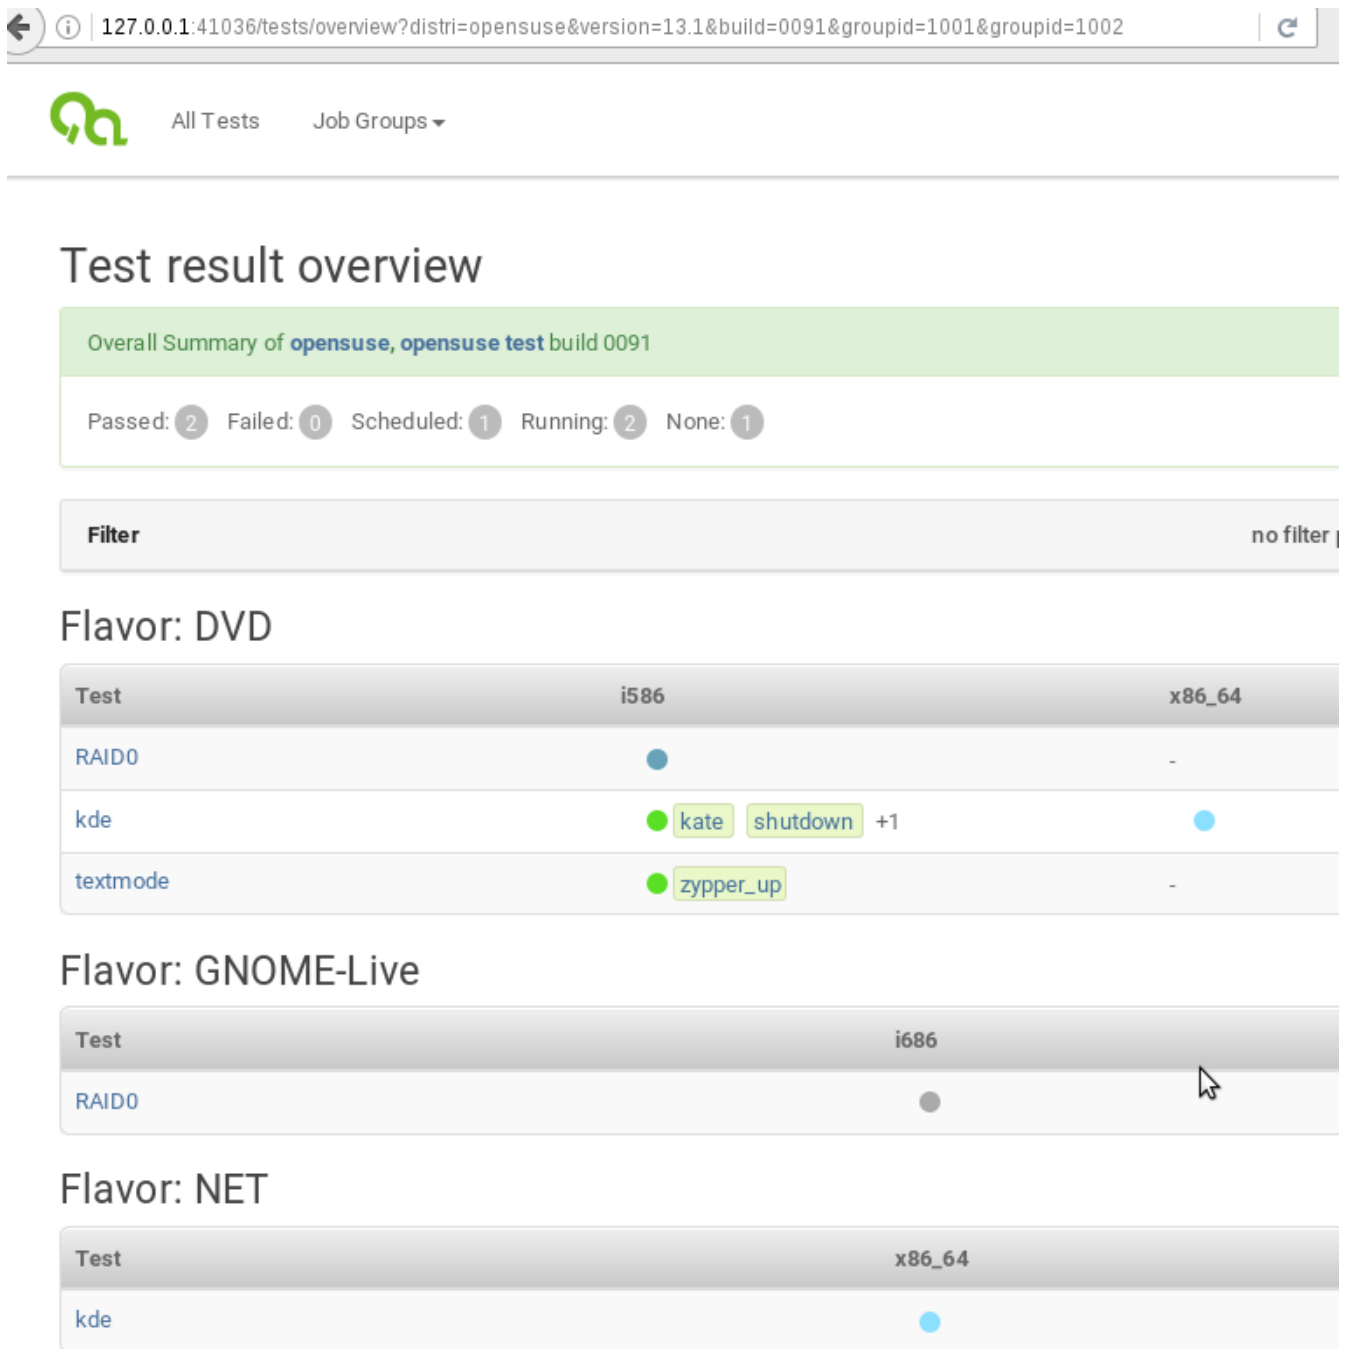 127.0.0.1:41036/tests/overview?distri=opensuse&version=13.1&build=0091&groupid=1001&groupid=1002
All Tests Job Groups
Test result overview
Overall Summary of opensuse, opensuse test build 0091
Passed: 2 Failed: 0 Scheduled: 1 Running: 2 None: 1
Filter no filter
Flavor: DVD
Test i586 x86_64
RAID0 -
kde kate shutdown +1
textmode zypper_up -
Flavor: GNOME-Live
Test i686
RAID0
Flavor: NET
Test x86_64
kde